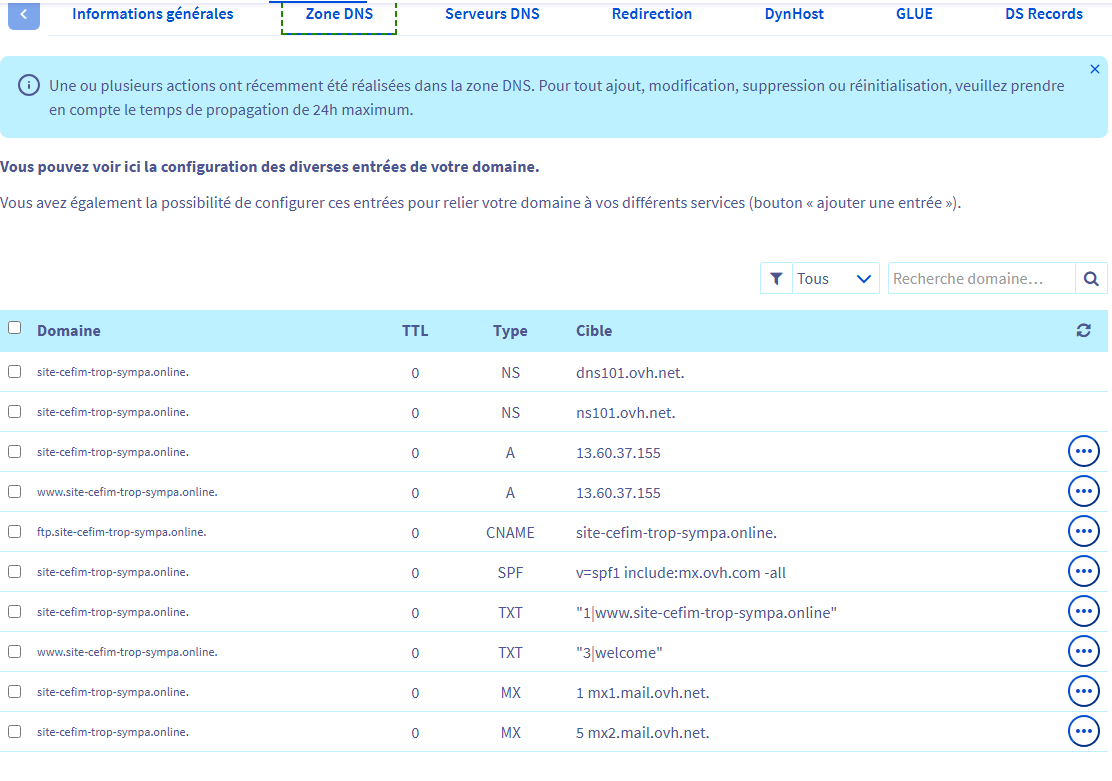 Informations générales Zone DNS Serveurs DNS Redirection DynHost GLUE DS Records
Une ou plusieurs actions ont récemment été réalisées dans la zone DNS. Pour tout ajout, modification, suppression ou réinitialisation, veuillez prendre
en compte le temps de propagation de 24h maximum.
Vous pouvez voir ici la configuration des diverses entrées de votre domaine.
Vous avez également la possibilité de configurer ces entrées pour relier votre domaine à vos différents services (bouton « ajouter une entrée »).
Tous Recherche domaine...
Domaine TTL Type Cible
site-cefim-trop-sympa.online. 0 NS dns101.ovh.net.
site-cefim-trop-sympa.online. 0 NS ns101.ovh.net.
site-cefim-trop-sympa.online. 0 A 13.60.37.155
www.site-cefim-trop-sympa.online. 0 A 13.60.37.155
ftp.site-cefim-trop-sympa.online. 0 CNAME site-cefim-trop-sympa.online.
site-cefim-trop-sympa.online. 0 SPF v=spf1 include:mx.ovh.com -all
site-cefim-trop-sympa.online. 0 TXT "1|www.site-cefim-trop-sympa.online"
www.site-cefim-trop-sympa.online. 0 TXT "3|welcome"
site-cefim-trop-sympa.online. 0 MX 1 mx1.mail.ovh.net.
site-cefim-trop-sympa.online. 0 MX 5 mx2.mail.ovh.net.